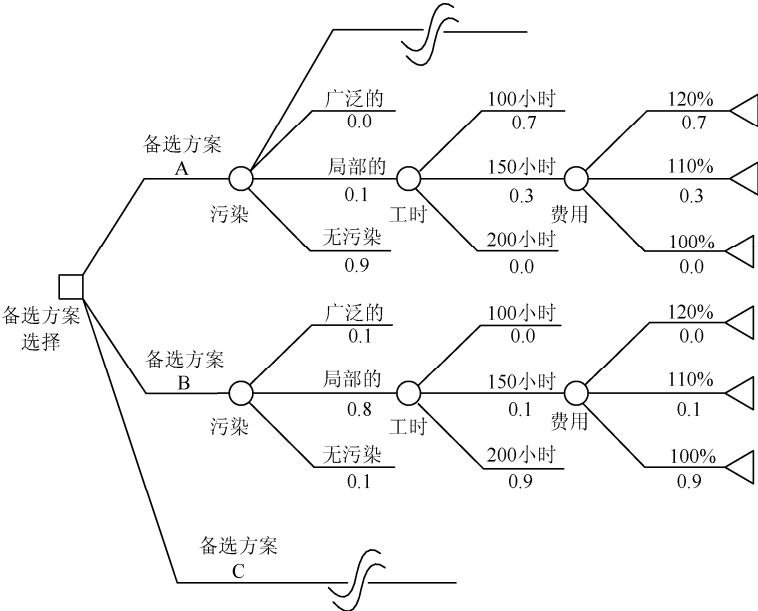 广泛的
0.0
100小时
0.7
120%
0.7
备选方案
A
局部的
0.1
150小时
0.3
110%
0.3
污染
工时
费用
无污染
0.9
200小时
0.0
100%
0.0
备选方案
选择
广泛的
0.1
100小时
0.0
120%
0.0
备选方案
B
局部的
0.8
150小时
0.1
110%
0.1
污染
工时
费用
无污染
0.1
200小时
0.9
100%
0.9
备选方案
C